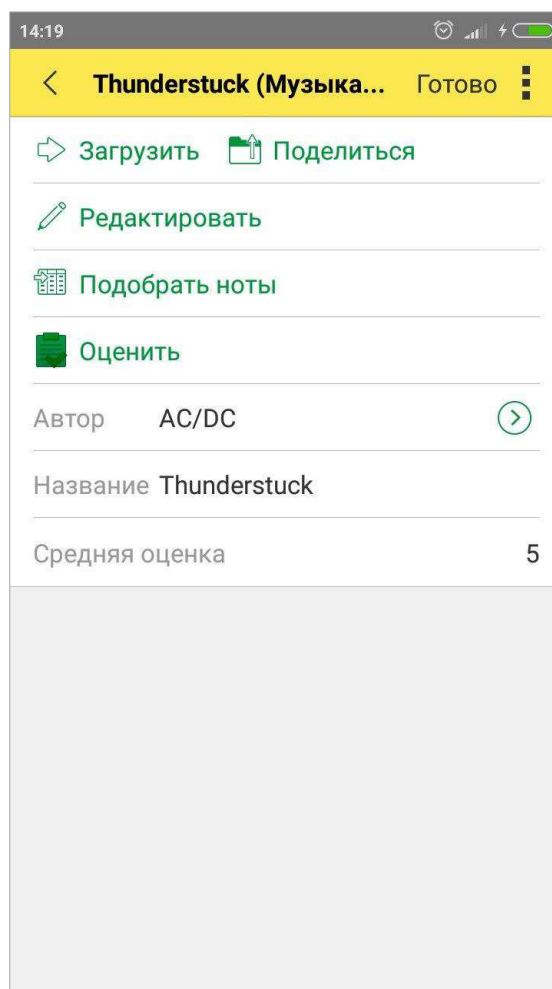 14:19
Thunderstuck (Музыка... Готово
Загрузить Поделиться
Редактировать
Подобрать ноты
Оценить
Автор AC/DC
Название Thunderstuck
Средняя оценка 5